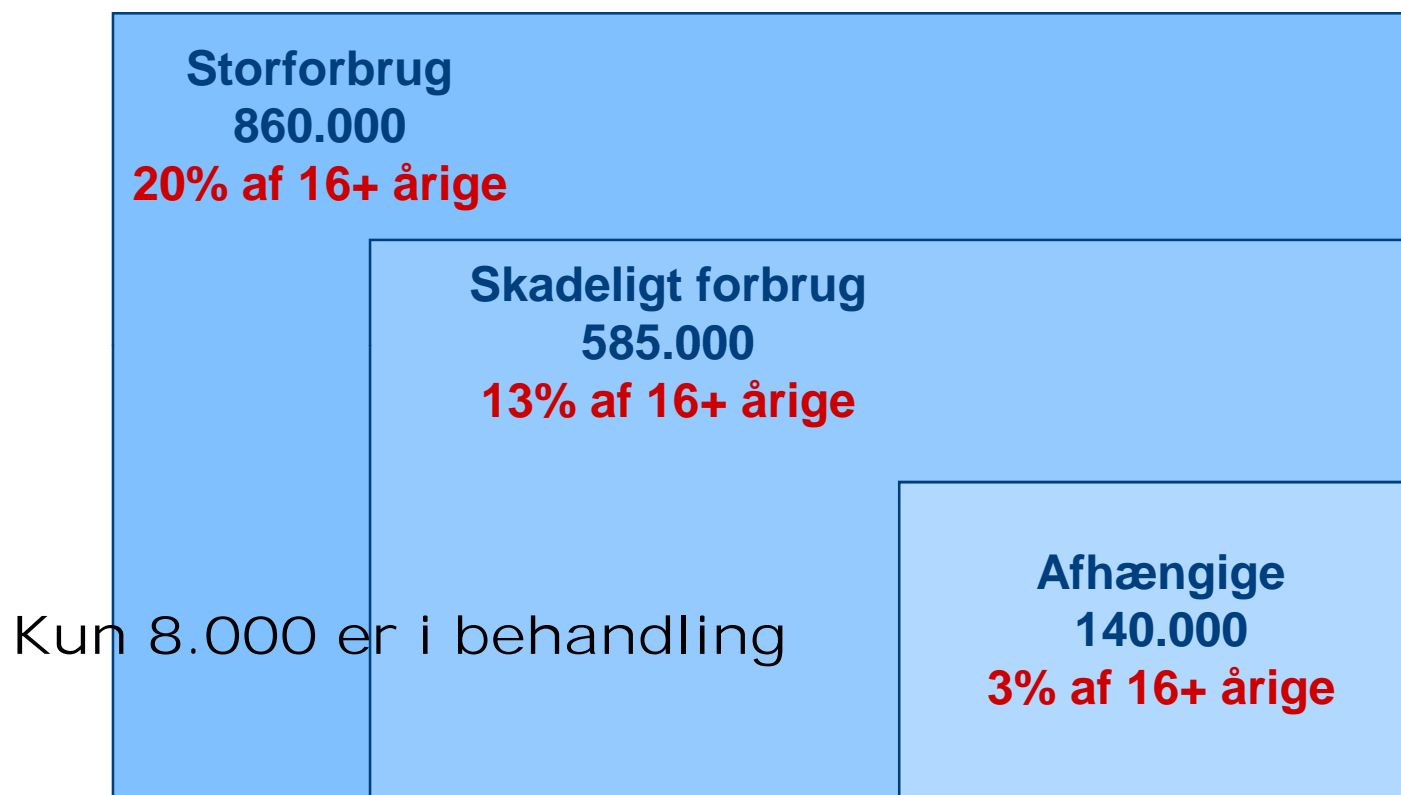 Storforbrug
860.000
20% af 16+ årige
Skadeligt forbrug
585.000
13% af 16+ årige
Afhængige
140.000
3% af 16+ årige
Kun 8.000 er i behandling